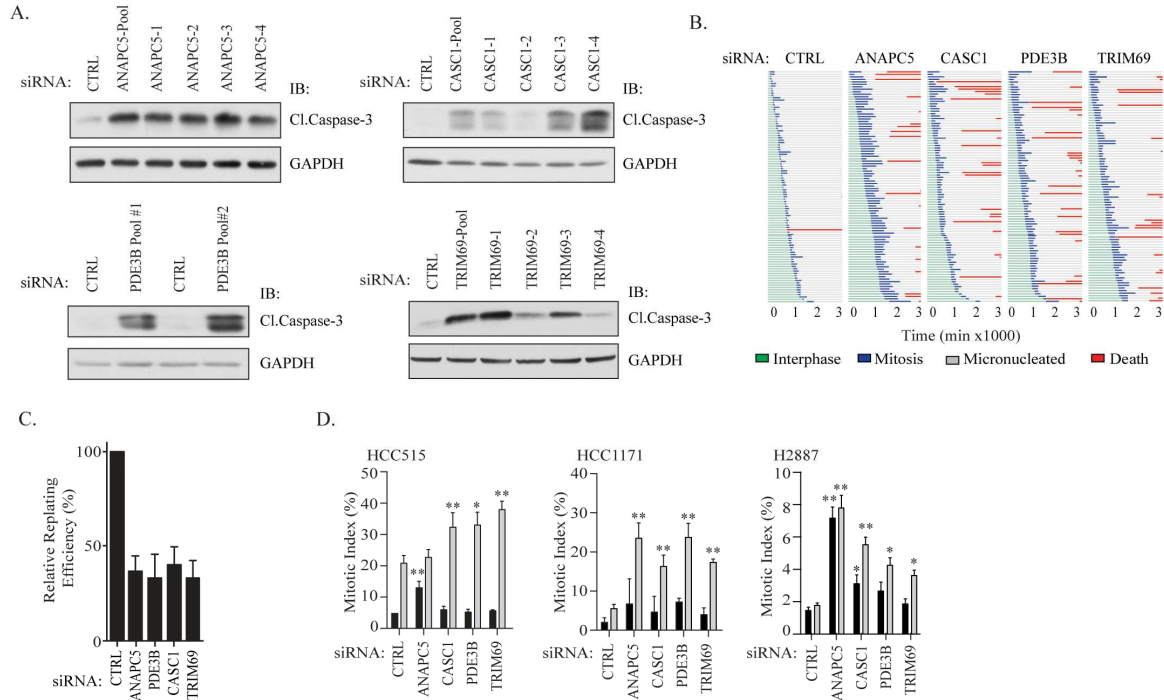 A.
siRNA:
CTRL
ANAPC5-Pool
ANAPC5-1
ANAPC5-2
ANAPC5-3
ANAPC5-4
IB:
Cl.Caspase-3
GAPDH
siRNA:
CTRL
CASC1-Pool
CASC1-1
CASC1-2
CASC1-3
CASC1-4
IB:
Cl.Caspase-3
GAPDH
siRNA:
CTRL
PDE3B Pool #1
CTRL
PDE3B Pool#2
IB:
Cl.Caspase-3
GAPDH
siRNA:
CTRL
TRIM69-Pool
TRIM69-1
TRIM69-2
TRIM69-3
TRIM69-4
IB:
Cl.Caspase-3
GAPDH
B.
siRNA: CTRL ANAPC5 CASC1 PDE3B TRIM69
0 1 2 3 0 1 2 3 0 1 2 3 0 1 2 3 0 1 2 3
Time (min x1000)
Interphase Mitosis Micronucleated Death
C.
Relative Replating
Efficiency (%)
100
50
0
siRNA:
CTRL
ANAPC5
PDE3B
CASC1
TRIM69
D.
HCC515
Mitotic Index (%)
50
40
30
20
10
0
** ** * **
siRNA:
CTRL
ANAPC5
CASC1
PDE3B
TRIM69
HCC1171
Mitotic Index (%)
40
30
20
10
0
** ** ** **
siRNA:
CTRL
ANAPC5
CASC1
PDE3B
TRIM69
H2887
Mitotic Index (%)
10
8
6
4
2
0
** ** * ** * *
siRNA:
CTRL
ANAPC5
CASC1
PDE3B
TRIM69